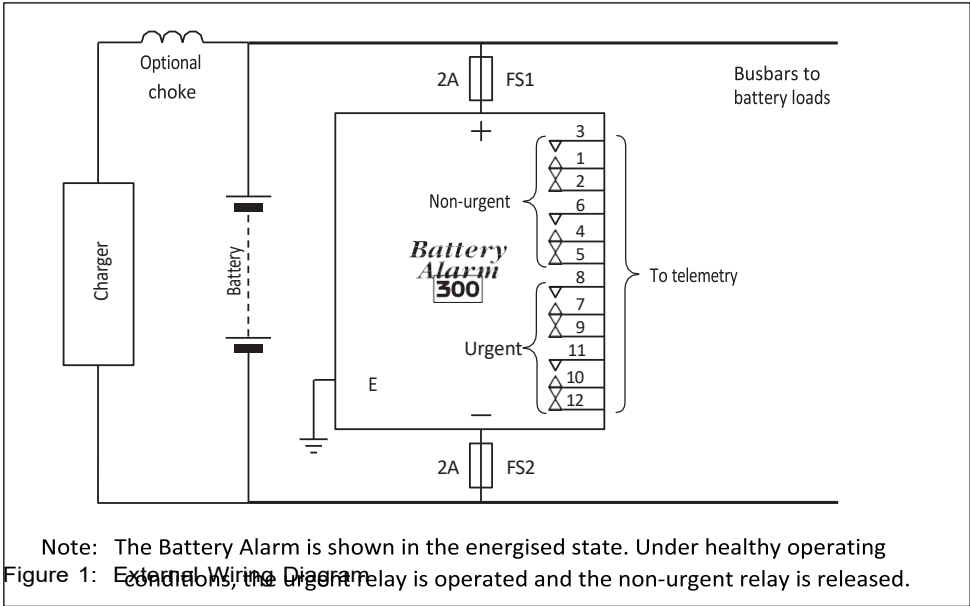 Optional
choke
2A
FS1
Busbars to
battery loads
+
3
1
2
6
4
5
8
7
9
11
10
12
Non-urgent
Urgent
To telemetry
Battery
Alarm
300
Charger
Battery
E
2A
FS2
Note: The Battery Alarm is shown in the energised state. Under healthy operating
conditions, the urgent relay is operated and the non-urgent relay is released.
Figure 1: External Wiring Diagram